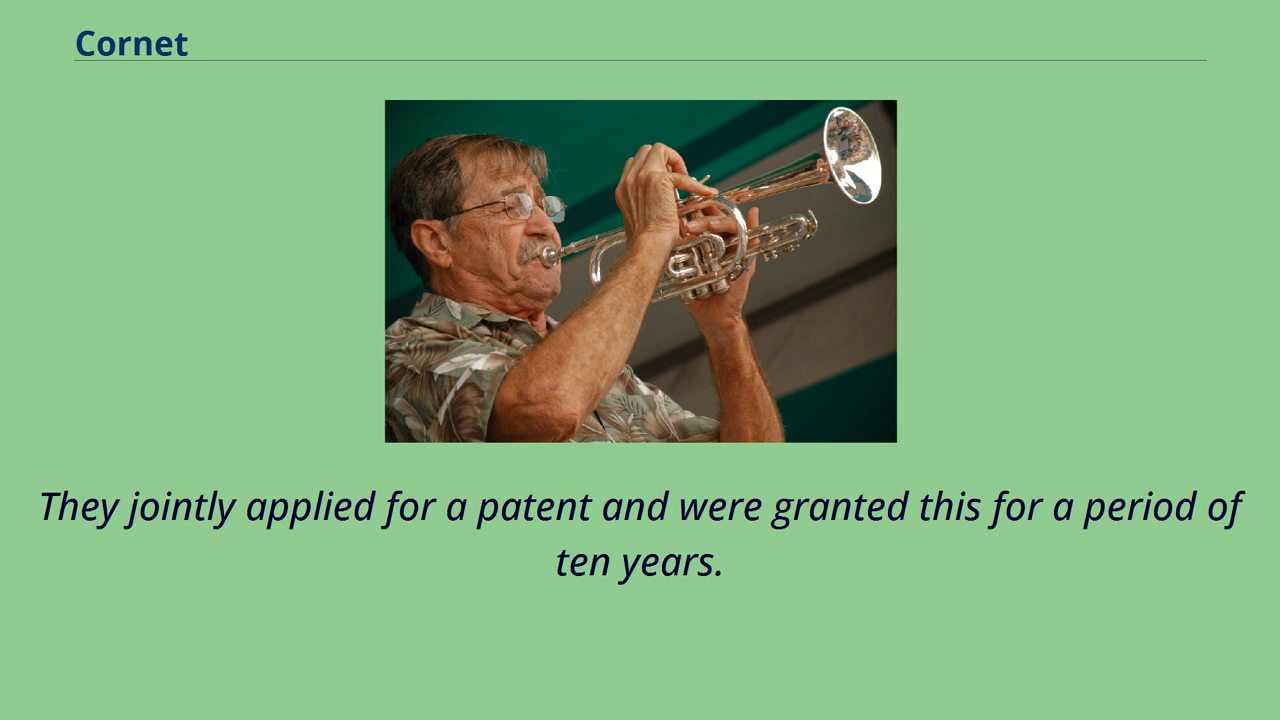 Cornet
They jointly applied for a patent and were granted this for a period of
ten years.